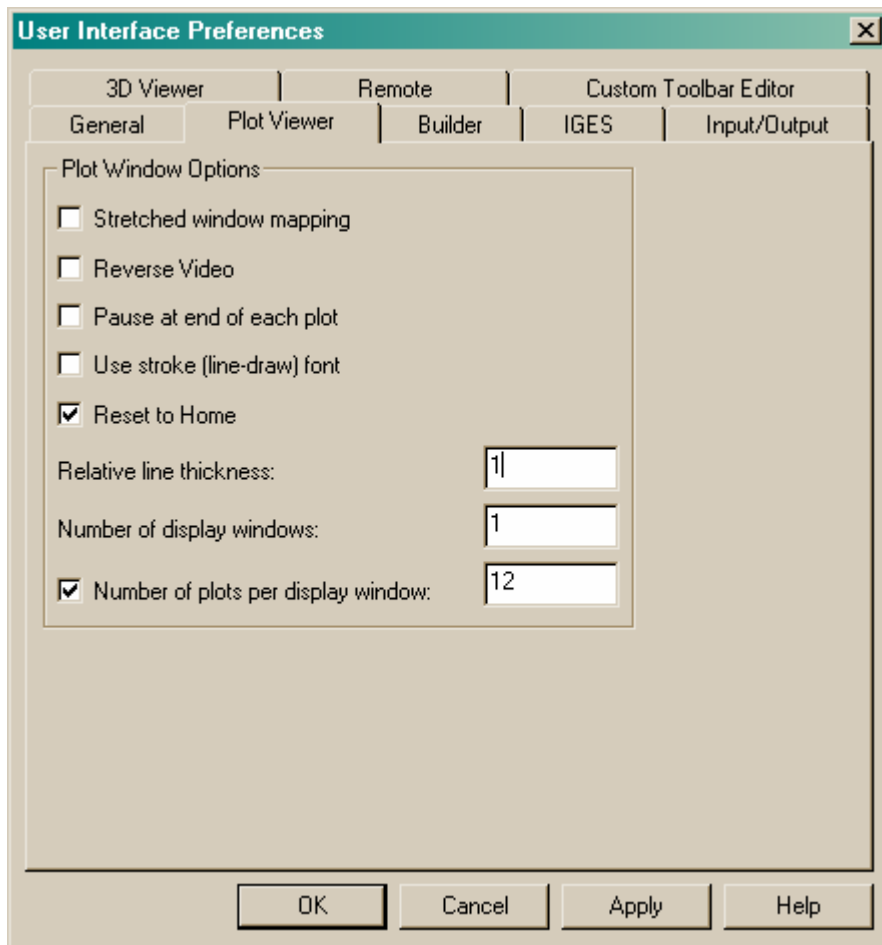 User Interface Preferences
3D Viewer Remote Custom Toolbar Editor
General Plot Viewer Builder IGES Input/Output
Plot Window Options
Stretched window mapping
Reverse Video
Pause at end of each plot
Use stroke (line-draw) font
Reset to Home
Relative line thickness: 1
Number of display windows: 1
Number of plots per display window: 12
OK Cancel Apply Help